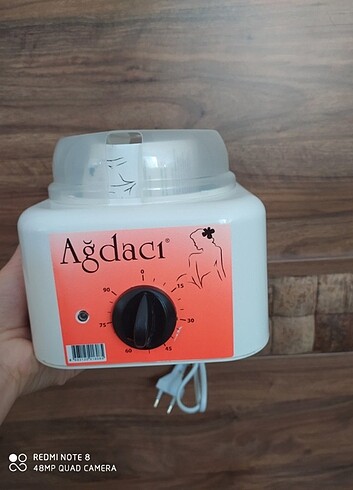 Ağdacı®
0
15
30
45
60
75
90
REDMI NOTE 8
48MP QUAD CAMERA